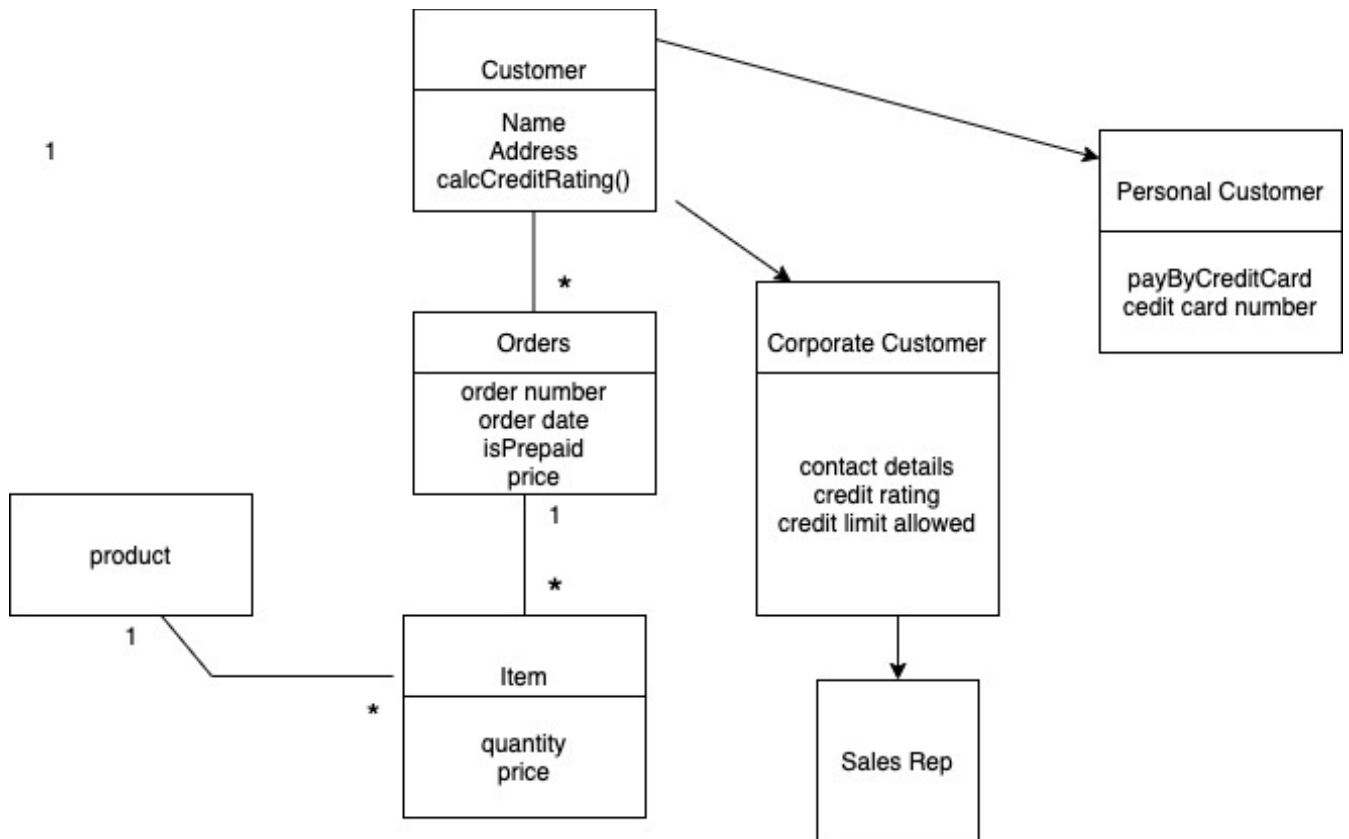 Customer
Name
Address
calcCreditRating()
1
Personal Customer
payByCreditCard
cedit card number
*
Orders
order number
order date
isPrepaid
price
1
Corporate Customer
contact details
credit rating
credit limit allowed
product
1
*
*
Item
quantity
price
Sales Rep